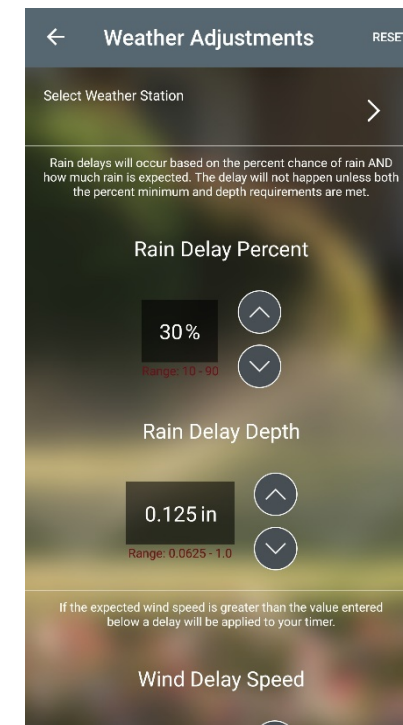 Weather Adjustments
RESET
Select Weather Station
Rain delays will occur based on the percent chance of rain AND
how much rain is expected. The delay will not happen unless both
the percent minimum and depth requirements are met.
Rain Delay Percent
30%
Range: 10 - 90
Rain Delay Depth
0.125 in
Range: 0.0625 - 1.0
If the expected wind speed is greater than the value entered
below a delay will be applied to your timer.
Wind Delay Speed